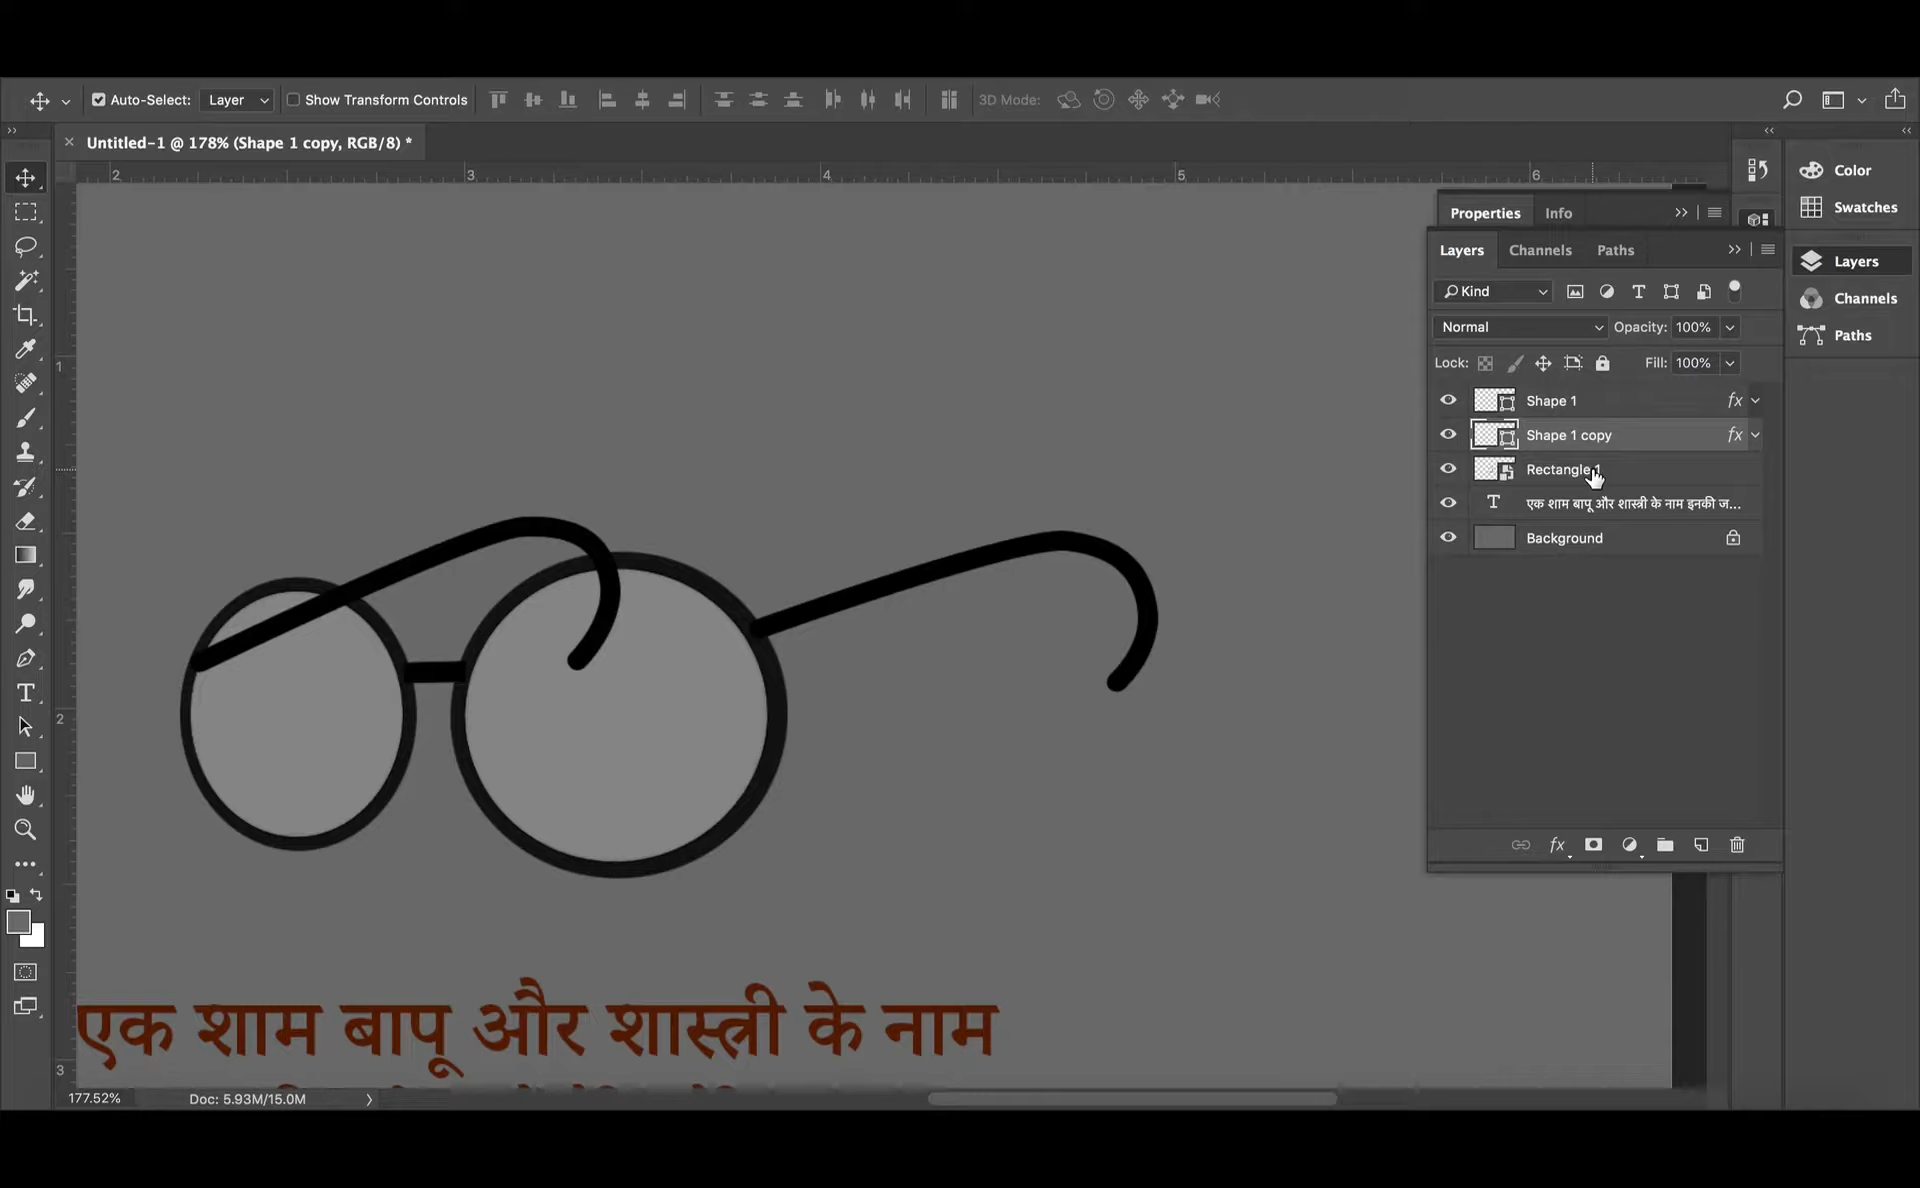 Auto-Select:
Layer
Show Transform Controls
3D Mode:
Untitled-1 @ 178% (Shape 1 copy, RGB/8) *
2
3
4
5
6
1
2
3
Properties
Info
Layers
Channels
Paths
Kind
Normal
Opacity: 100%
Lock:
Fill: 100%
Shape 1
fx
Shape 1 copy
fx
Rectangle 1
T
एक शाम बापू और शास्त्री के नाम इनकी ज...
Background
fx
Color
Swatches
Layers
Channels
Paths
एक शाम बापू और शास्त्री के नाम
177.52%
Doc: 5.93M/15.0M